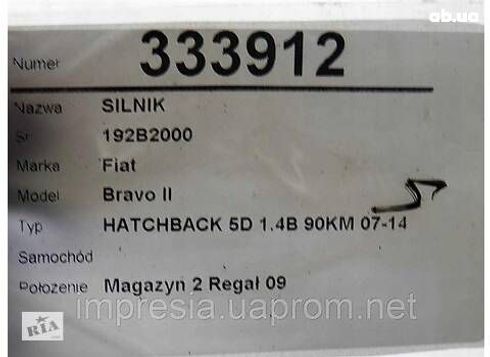 ab.ua
Numer 333912
Nazwa SILNIK
Sr 192B2000
Marka Fiat
Model Bravo II
Typ HATCHBACK 5D 1.4B 90KM 07-14
Samochód
Położenie Magazyn 2 Regał 09
impresia.uaprom.net
RIA